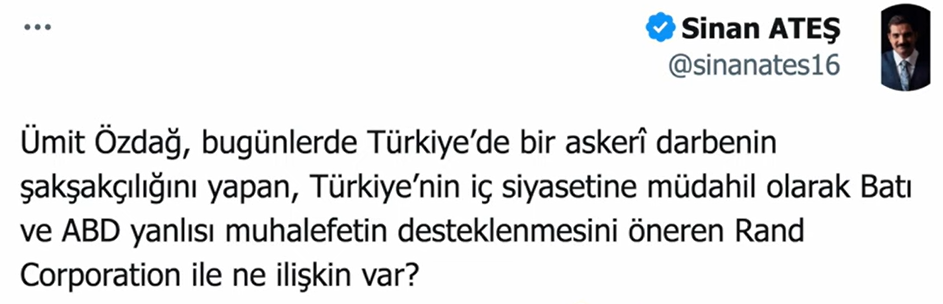 Sinan ATEŞ
@sinanates16
Ümit Özdağ, bugünlerde Türkiye'de bir askerî darbenin
şakşakçılığını yapan, Türkiye'nin iç siyasetine müdahil olarak Batı
ve ABD yanlısı muhalefetin desteklenmesini öneren Rand
Corporation ile ne ilişkin var?